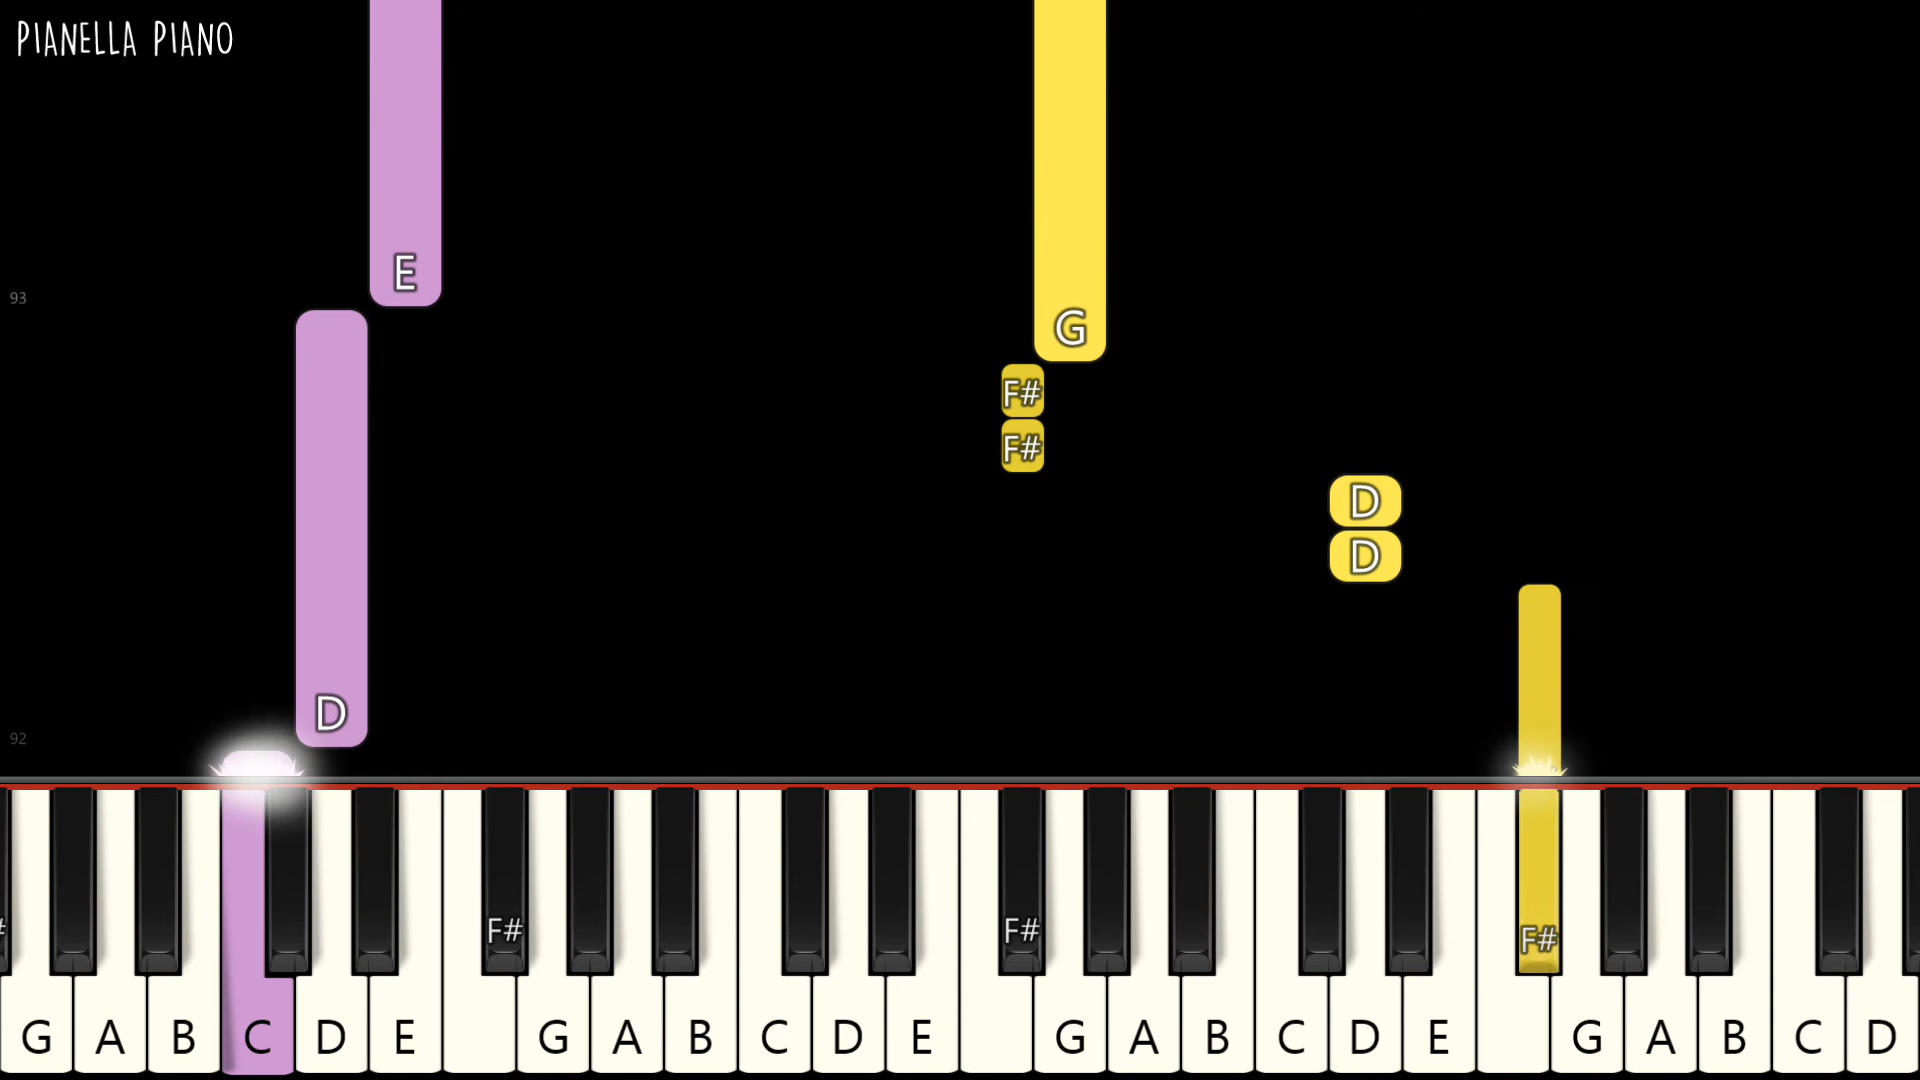 PIANELLA PIANO
E
93
G
F#
F#
D
D
D
92
# F# F# F#
G A B C D E G A B C D E G A B C D E G A B C D